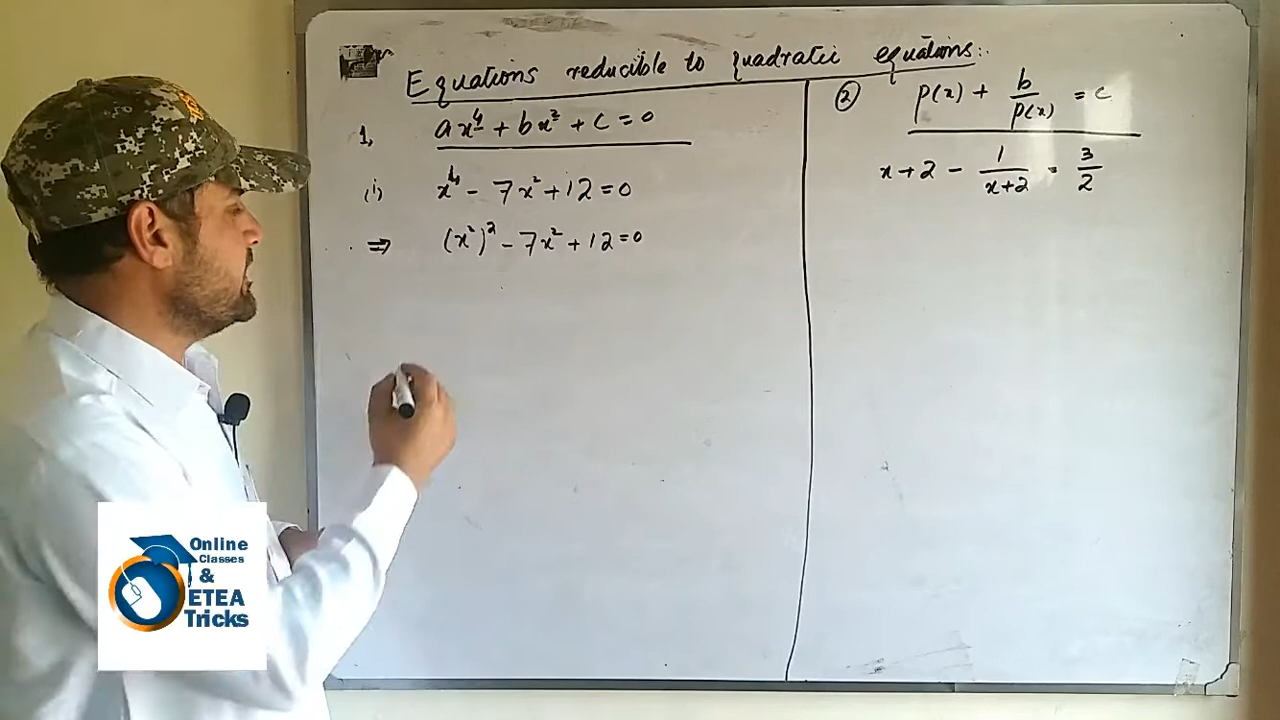 Equations reducible to quadratic equations:.
1, ax⁴ + bx² + c = 0
(i) x⁴ - 7x² + 12 = 0
⇒ (x²)² - 7x² + 12 = 0
② p(x) + b/p(x) = c
x + 2 - 1/(x+2) = 3/2
Online
Classes
&
ETEA
Tricks